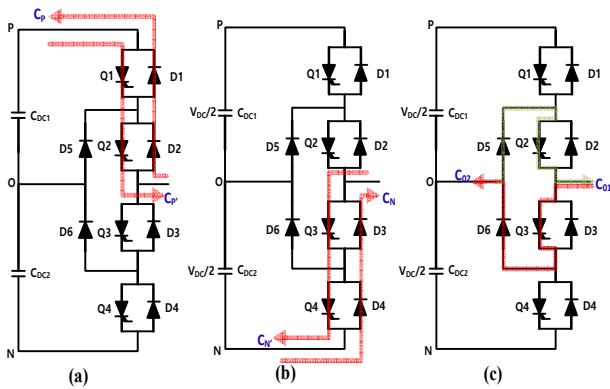 C_P
P
Q1
D1
C_DC1
D5
Q2
D2
O
C_P'
D6
Q3
D3
C_DC2
Q4
D4
N
(a)
P
Q1
D1
V_DC/2
C_DC1
D5
Q2
D2
O
C_N
D6
Q3
D3
V_DC/2
C_DC2
Q4
D4
C_N'
N
(b)
P
Q1
D1
V_DC/2
C_DC1
D5
Q2
D2
O
C_02
C_01
D6
Q3
D3
V_DC/2
C_DC2
Q4
D4
N
(c)